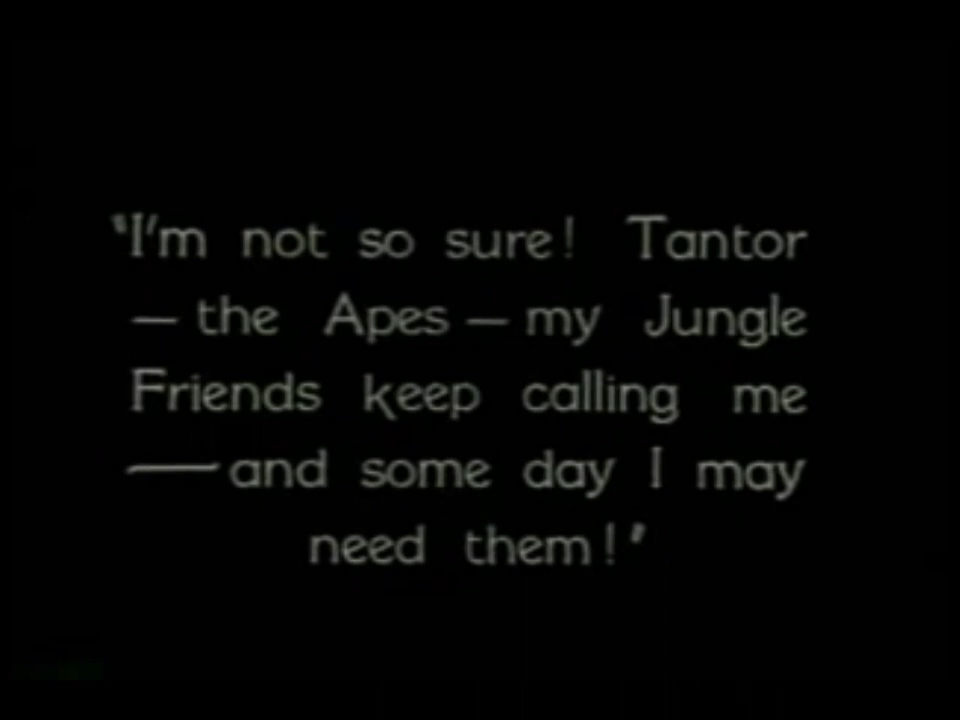 "I'm not so sure! Tantor
— the Apes — my Jungle
Friends keep calling me
—— and some day I may
need them!"